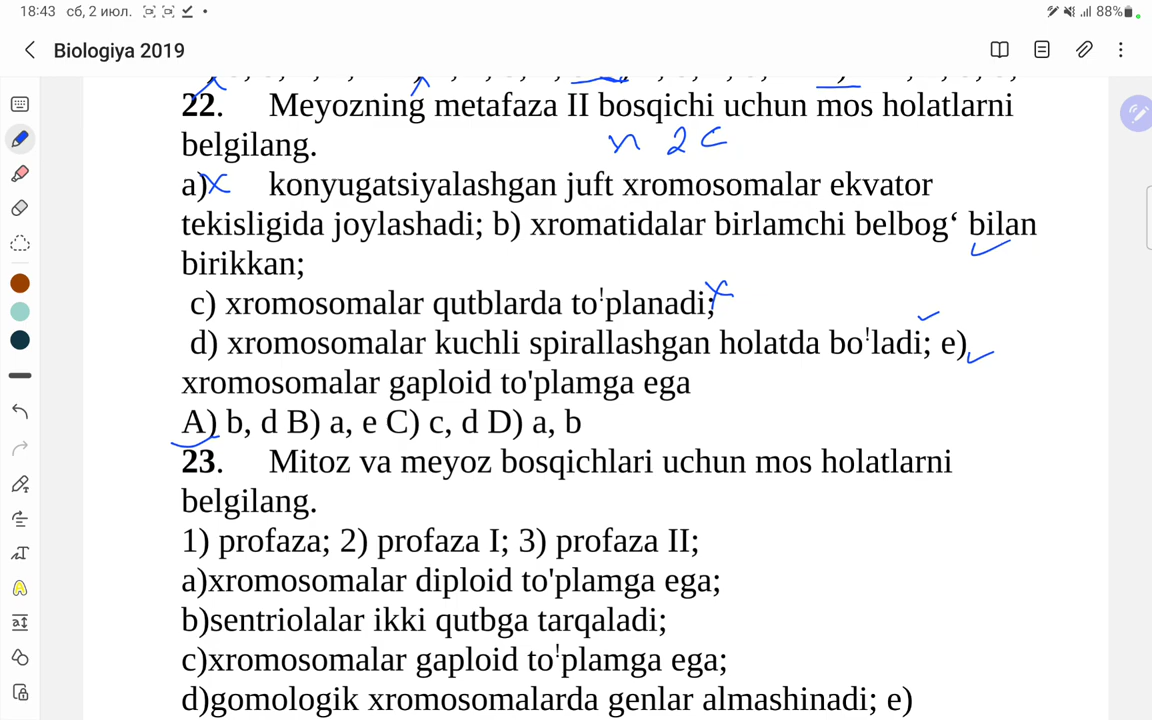 18:43 сб, 2 июл. 88%
Biologiya 2019
22. Meyozning metafaza II bosqichi uchun mos holatlarni
belgilang. n 2c
a) konyugatsiyalashgan juft xromosomalar ekvator
tekisligida joylashadi; b) xromatidalar birlamchi belbog‘ bilan
birikkan;
c) xromosomalar qutblarda to'planadi;
d) xromosomalar kuchli spirallashgan holatda bo'ladi; e)
xromosomalar gaploid to'plamga ega
A) b, d B) a, e C) c, d D) a, b
23. Mitoz va meyoz bosqichlari uchun mos holatlarni
belgilang.
1) profaza; 2) profaza I; 3) profaza II;
a)xromosomalar diploid to'plamga ega;
b)sentriolalar ikki qutbga tarqaladi;
c)xromosomalar gaploid to'plamga ega;
d)gomologik xromosomalarda genlar almashinadi; e)